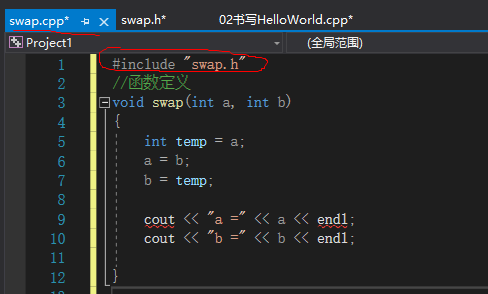 swap.cpp* swap.h* 02书写HelloWorld.cpp*
Project1 (全局范围)
1 #include "swap.h"
2 //函数定义
3 void swap(int a, int b)
4 {
5 int temp = a;
6 a = b;
7 b = temp;
8
9 cout << "a =" << a << endl;
10 cout << "b =" << b << endl;
11
12 }